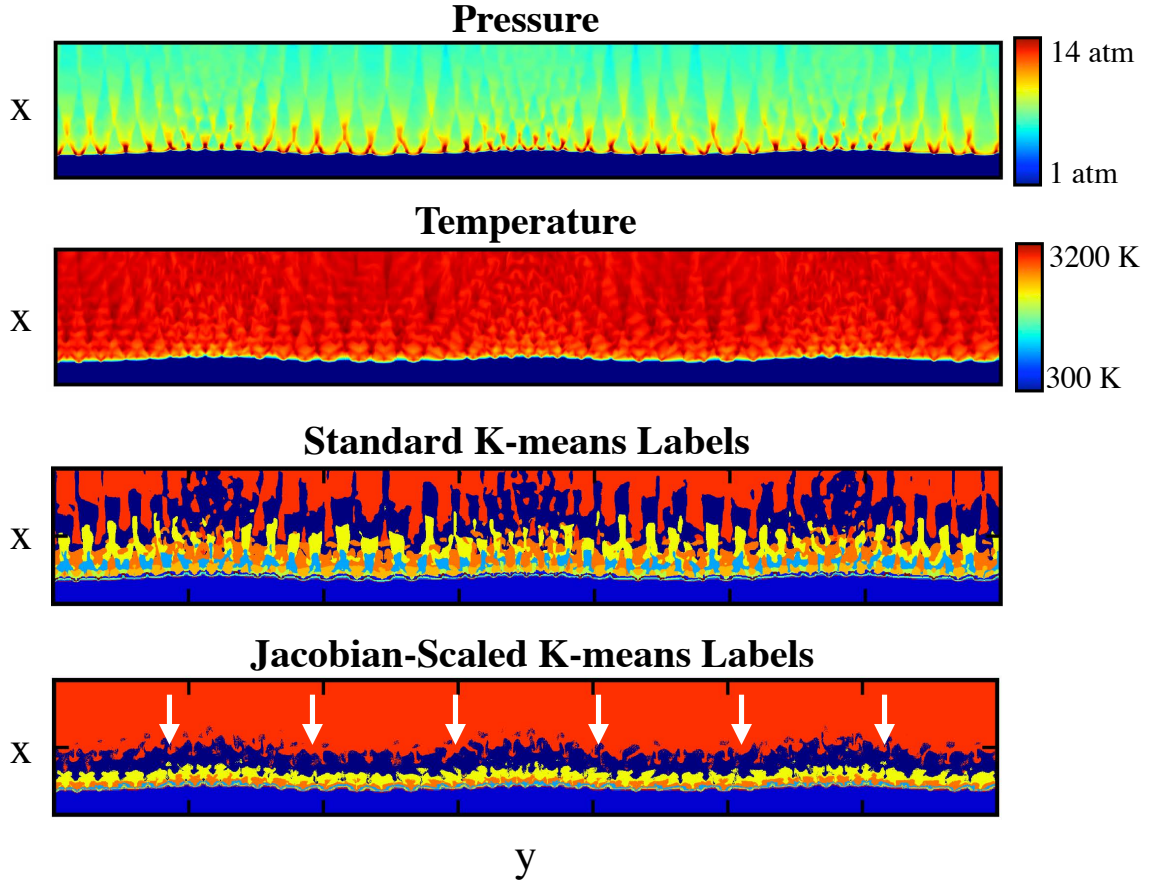 Pressure
x
14 atm
1 atm
Temperature
x
3200 K
300 K
Standard K-means Labels
x
Jacobian-Scaled K-means Labels
x
y